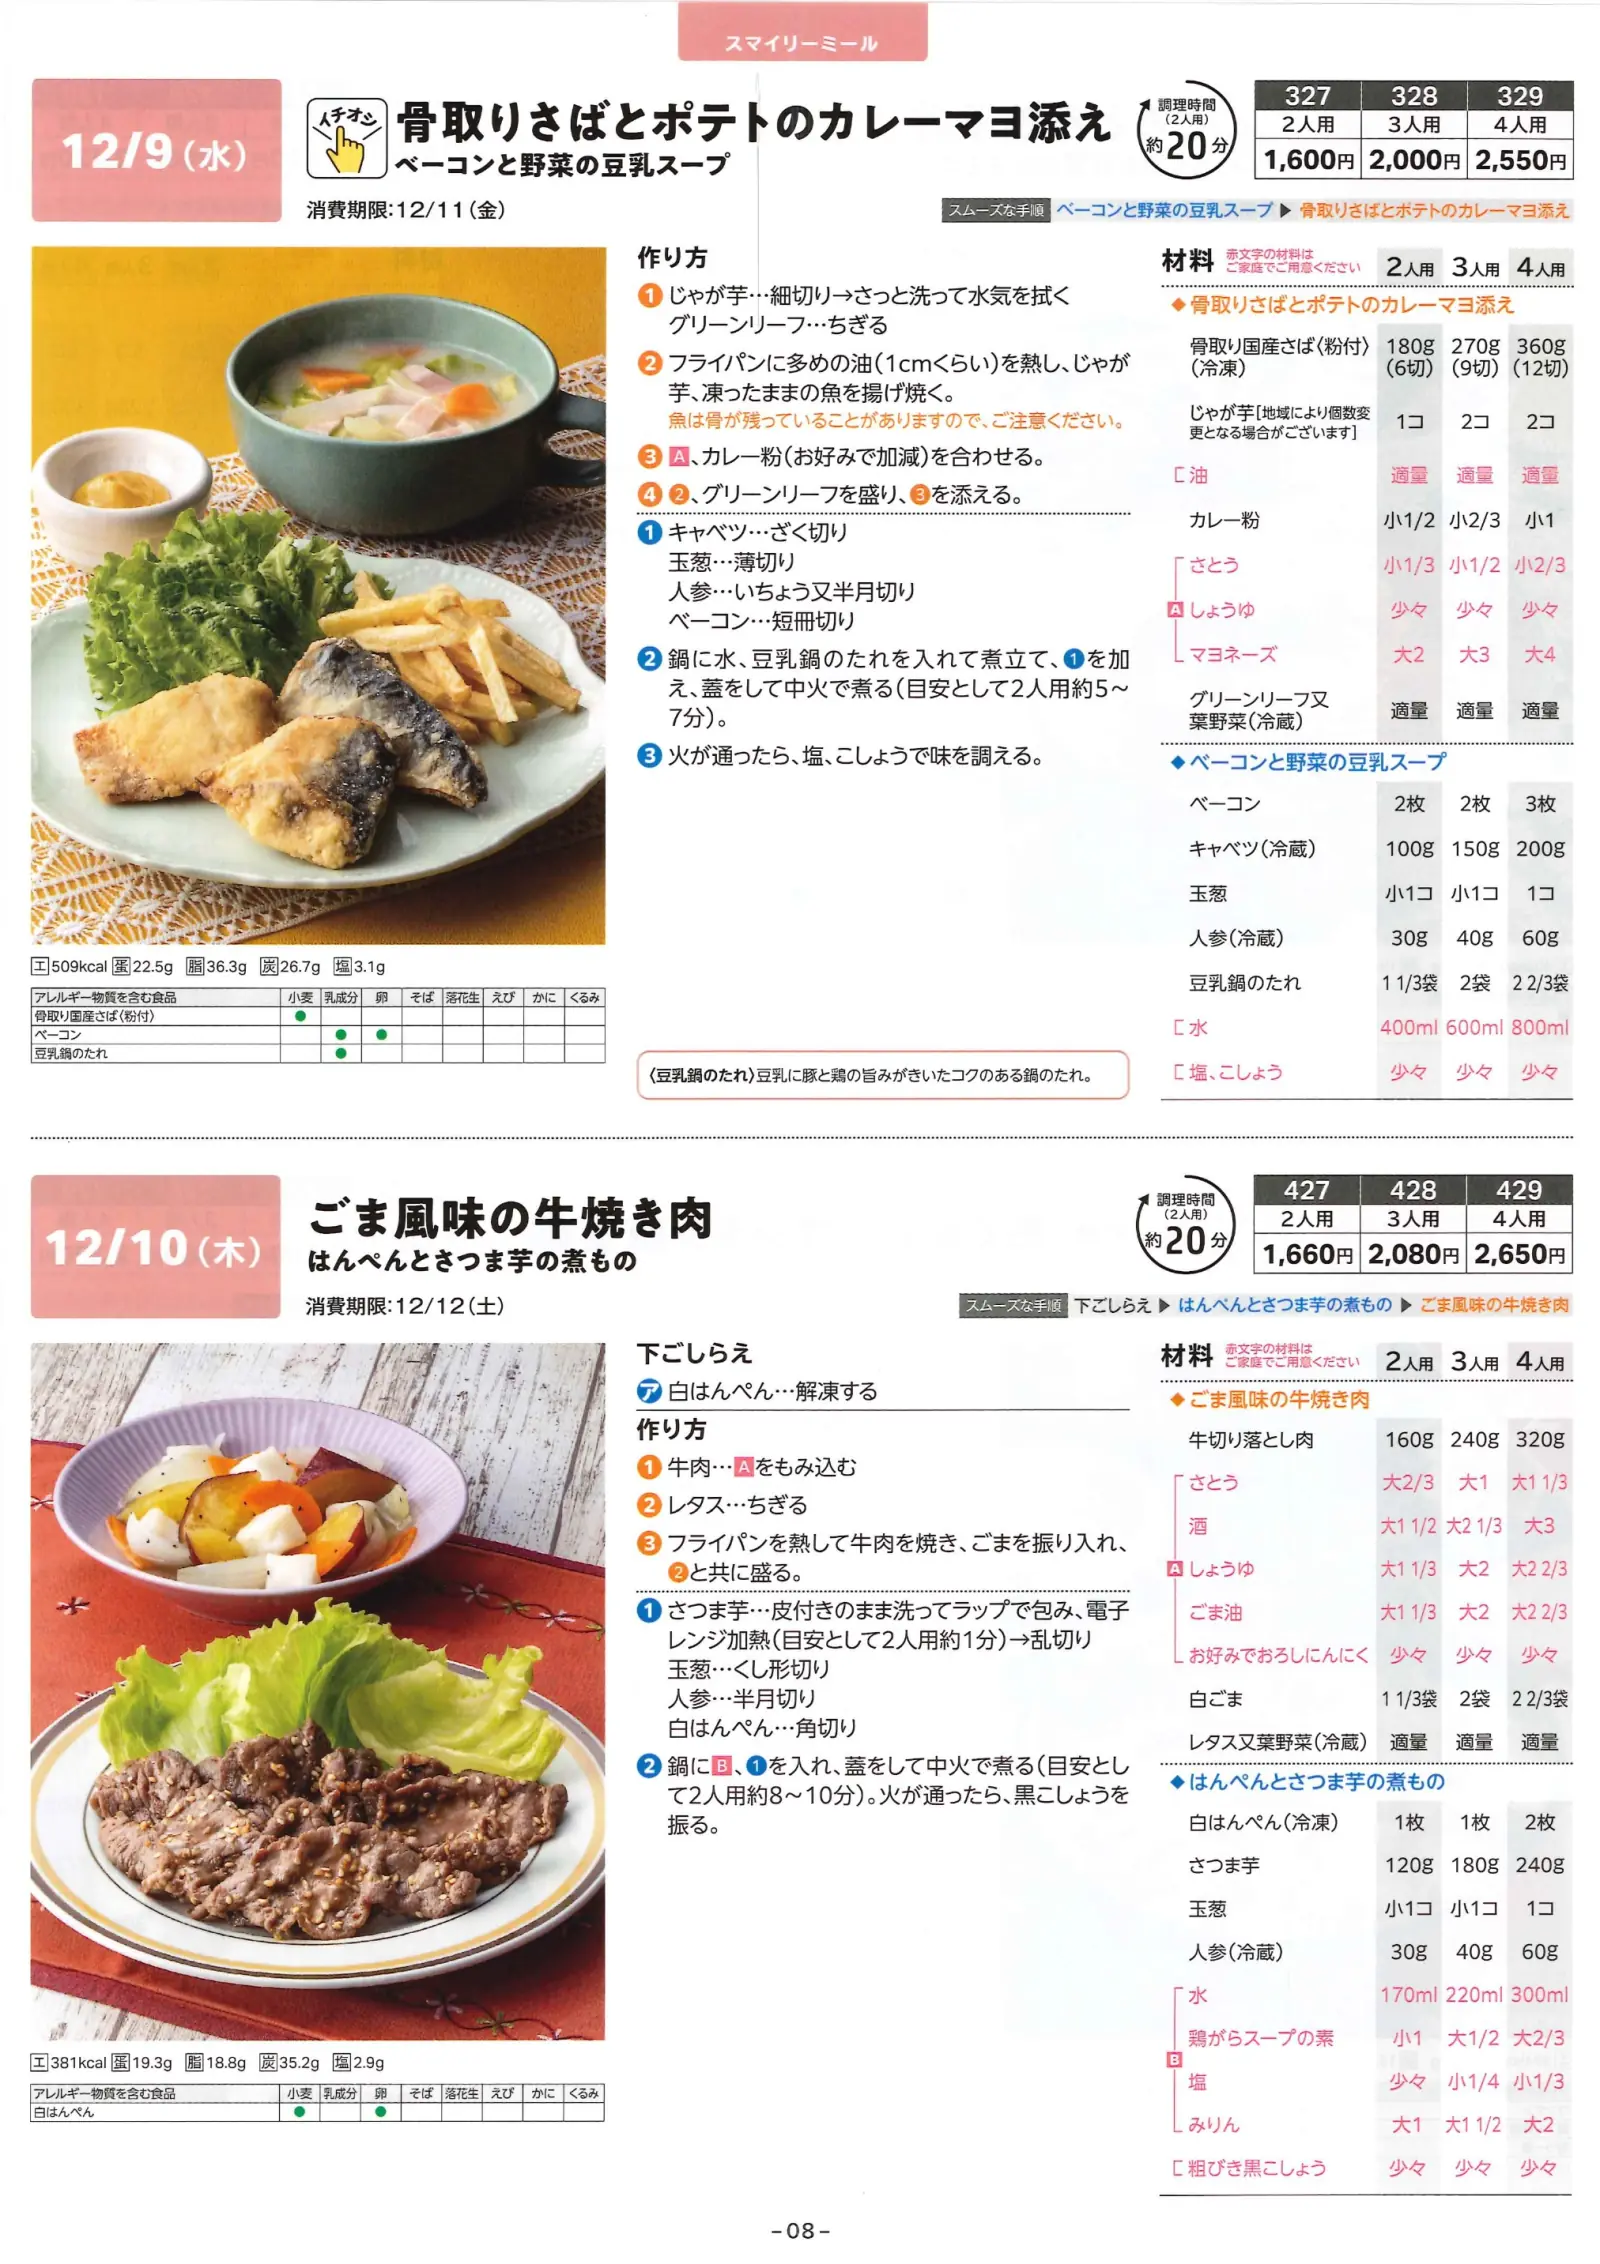 スマイリーミール
12/9（水）
イチオシ
骨取りさばとポテトのカレーマヨ添え
ベーコンと野菜の豆乳スープ
消費期限:12/11（金）
調理時間
（2人用）
約20分
327 328 329
2人用 3人用 4人用
1,600円 2,000円 2,550円
スムーズな手順 ベーコンと野菜の豆乳スープ ▶ 骨取りさばとポテトのカレーマヨ添え
作り方
1 じゃが芋…細切り→さっと洗って水気を拭く
グリーンリーフ…ちぎる
2 フライパンに多めの油（1cmくらい）を熱し、じゃが
芋、凍ったままの魚を揚げ焼く。
魚は骨が残っていることがありますので、ご注意ください。
3 A、カレー粉（お好みで加減）を合わせる。
4 2、グリーンリーフを盛り、3を添える。
1 キャベツ…ざく切り
玉葱…薄切り
人参…いちょう又半月切り
ベーコン…短冊切り
2 鍋に水、豆乳鍋のたれを入れて煮立て、1を加
え、蓋をして中火で煮る（目安として2人用約5～
7分）。
3 火が通ったら、塩、こしょうで味を調える。
〈豆乳鍋のたれ〉豆乳に豚と鶏の旨みがきいたコクのある鍋のたれ。
材料 赤文字の材料は
ご家庭でご用意ください
2人用 3人用 4人用
◆骨取りさばとポテトのカレーマヨ添え
骨取り国産さば〈粉付〉 180g 270g 360g
（冷凍） （6切） （9切） （12切）
じゃが芋[地域により個数変
更となる場合がございます] 1コ 2コ 2コ
油 適量 適量 適量
カレー粉 小1/2 小2/3 小1
さとう 小1/3 小1/2 小2/3
A しょうゆ 少々 少々 少々
マヨネーズ 大2 大3 大4
グリーンリーフ又
葉野菜（冷蔵） 適量 適量 適量
◆ベーコンと野菜の豆乳スープ
ベーコン 2枚 2枚 3枚
キャベツ（冷蔵） 100g 150g 200g
玉葱 小1コ 小1コ 1コ
人参（冷蔵） 30g 40g 60g
豆乳鍋のたれ 1 1/3袋 2袋 2 2/3袋
水 400ml 600ml 800ml
塩、こしょう 少々 少々 少々
エ509kcal 蛋22.5g 脂36.3g 炭26.7g 塩3.1g
アレルギー物質を含む食品 小麦 乳成分 卵 そば 落花生 えび かに くるみ
骨取り国産さば〈粉付〉 ●
ベーコン ● ●
豆乳鍋のたれ ●
12/10（木）
ごま風味の牛焼き肉
はんぺんとさつま芋の煮もの
消費期限:12/12（土）
調理時間
（2人用）
約20分
427 428 429
2人用 3人用 4人用
1,660円 2,080円 2,650円
スムーズな手順 下ごしらえ ▶ はんぺんとさつま芋の煮もの ▶ ごま風味の牛焼き肉
下ごしらえ
ア 白はんぺん…解凍する
作り方
1 牛肉…Aをもみ込む
2 レタス…ちぎる
3 フライパンを熱して牛肉を焼き、ごまを振り入れ、
2と共に盛る。
1 さつま芋…皮付きのまま洗ってラップで包み、電子
レンジ加熱（目安として2人用約1分）→乱切り
玉葱…くし形切り
人参…半月切り
白はんぺん…角切り
2 鍋にB、1を入れ、蓋をして中火で煮る（目安とし
て2人用約8～10分）。火が通ったら、黒こしょうを
振る。
材料 赤文字の材料は
ご家庭でご用意ください
2人用 3人用 4人用
◆ごま風味の牛焼き肉
牛切り落とし肉 160g 240g 320g
さとう 大2/3 大1 大1 1/3
酒 大1 1/2 大2 1/3 大3
A しょうゆ 大1 1/3 大2 大2 2/3
ごま油 大1 1/3 大2 大2 2/3
お好みでおろしにんにく 少々 少々 少々
白ごま 1 1/3袋 2袋 2 2/3袋
レタス又葉野菜（冷蔵） 適量 適量 適量
◆はんぺんとさつま芋の煮もの
白はんぺん（冷凍） 1枚 1枚 2枚
さつま芋 120g 180g 240g
玉葱 小1コ 小1コ 1コ
人参（冷蔵） 30g 40g 60g
水 170ml 220ml 300ml
鶏がらスープの素 小1 大1/2 大2/3
B
塩 少々 小1/4 小1/3
みりん 大1 大1 1/2 大2
粗びき黒こしょう 少々 少々 少々
エ381kcal 蛋19.3g 脂18.8g 炭35.2g 塩2.9g
アレルギー物質を含む食品 小麦 乳成分 卵 そば 落花生 えび かに くるみ
白はんぺん ● ●
-08-